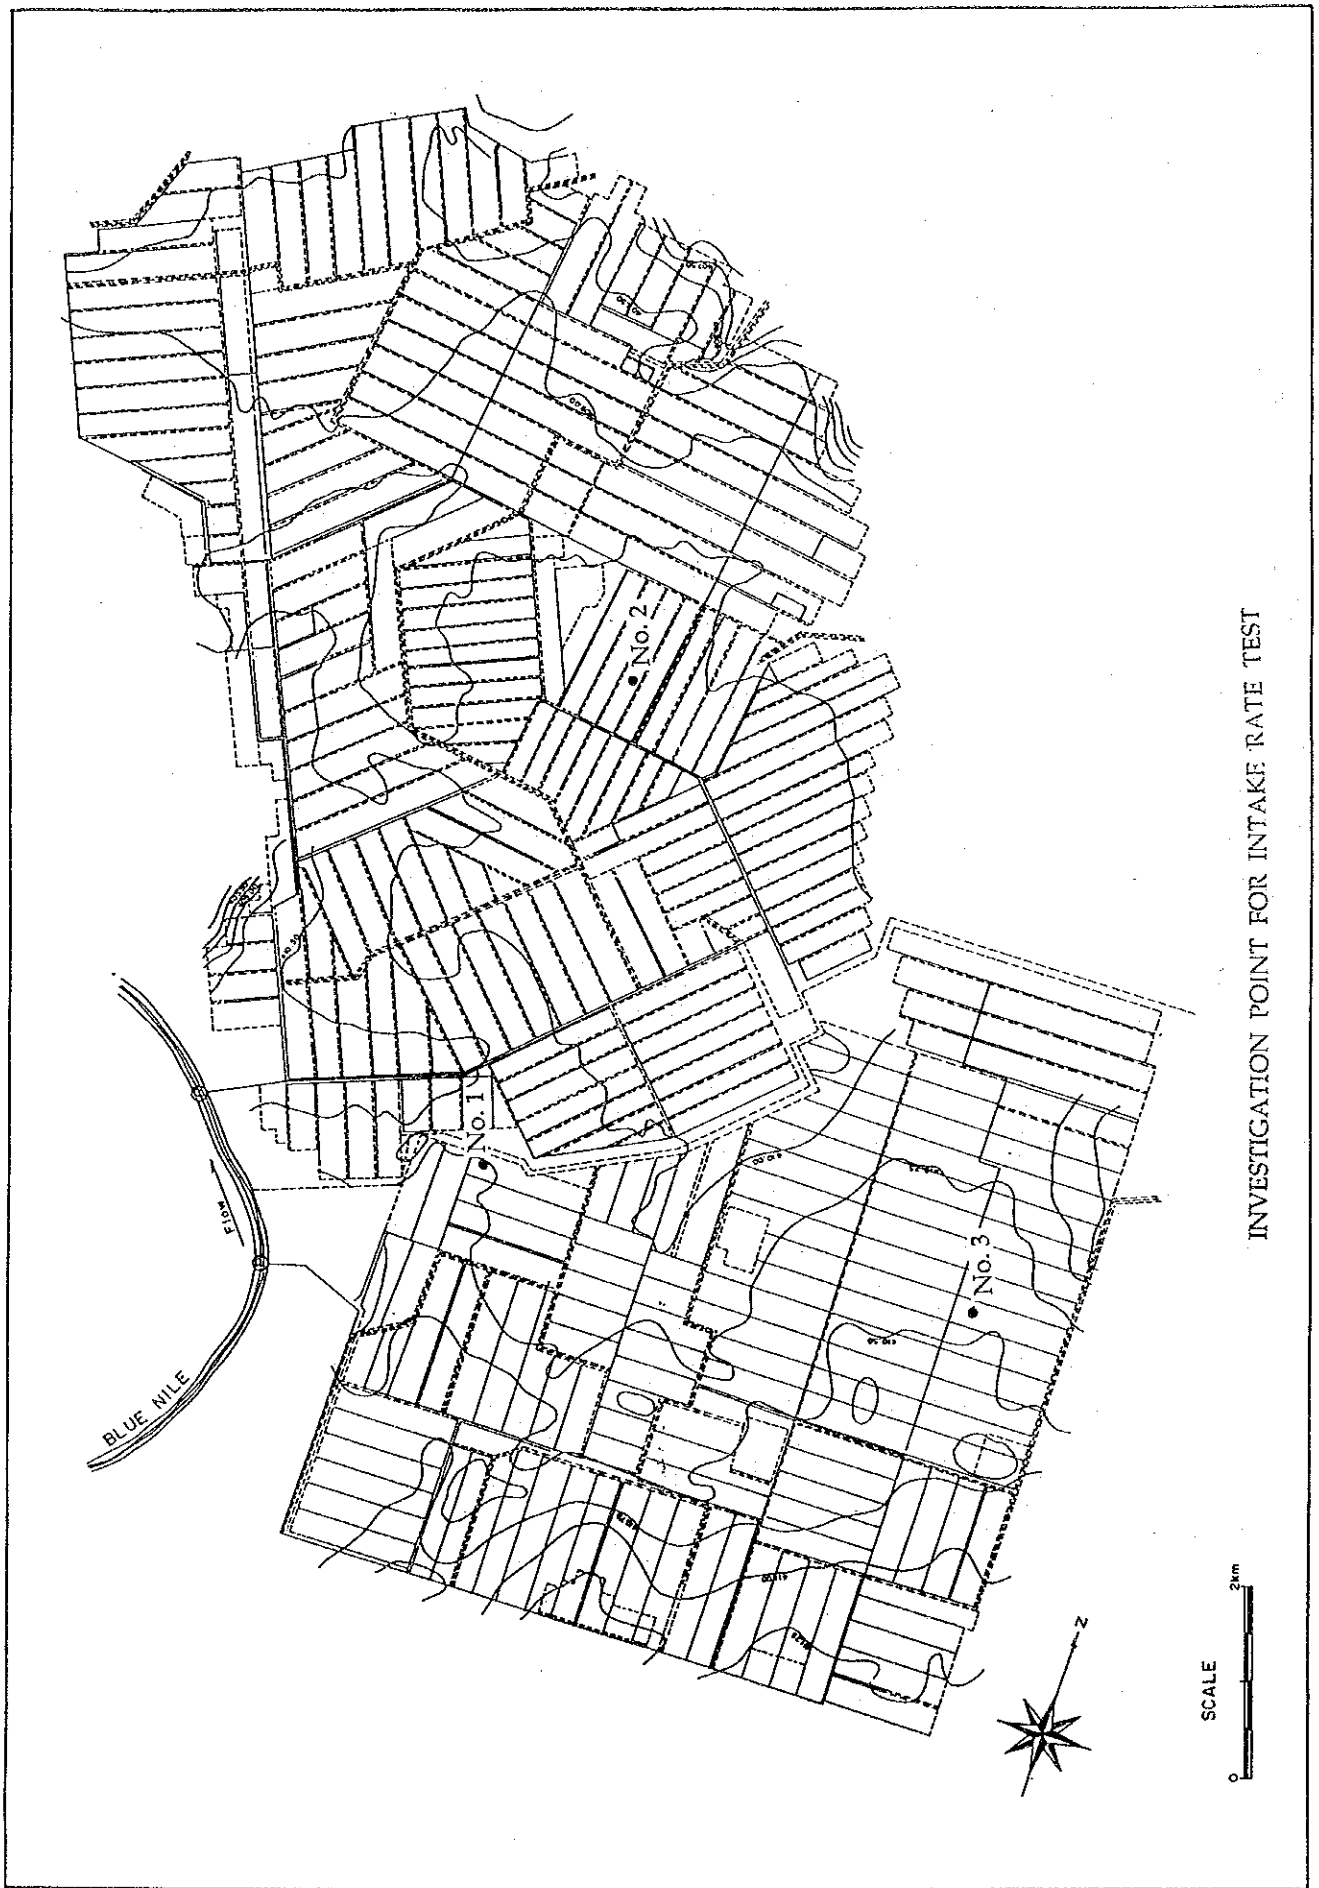 BLUE NILE
Flow
No. 1
No. 2
No. 3
N
SCALE
0
2km
INVESTIGATION POINT FOR INTAKE RATE TEST